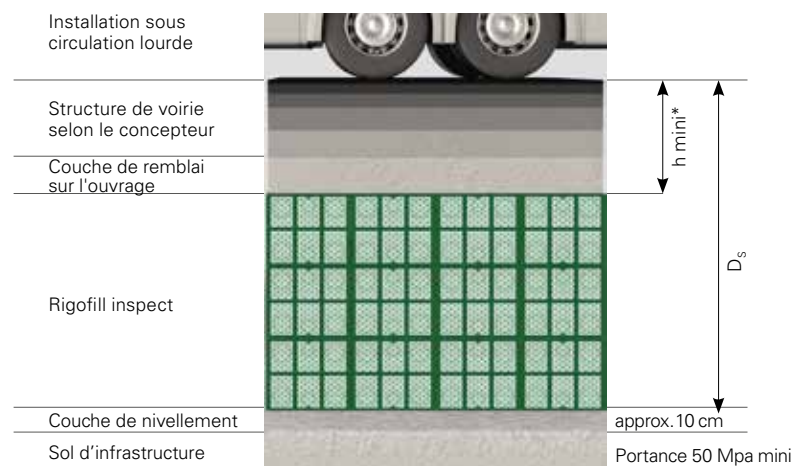 Installation sous
circulation lourde
Structure de voirie
selon le concepteur
Couche de remblai
sur l'ouvrage
h mini*
Rigofill inspect
Ds
Couche de nivellement
approx.10 cm
Sol d’infrastructure
Portance 50 Mpa mini